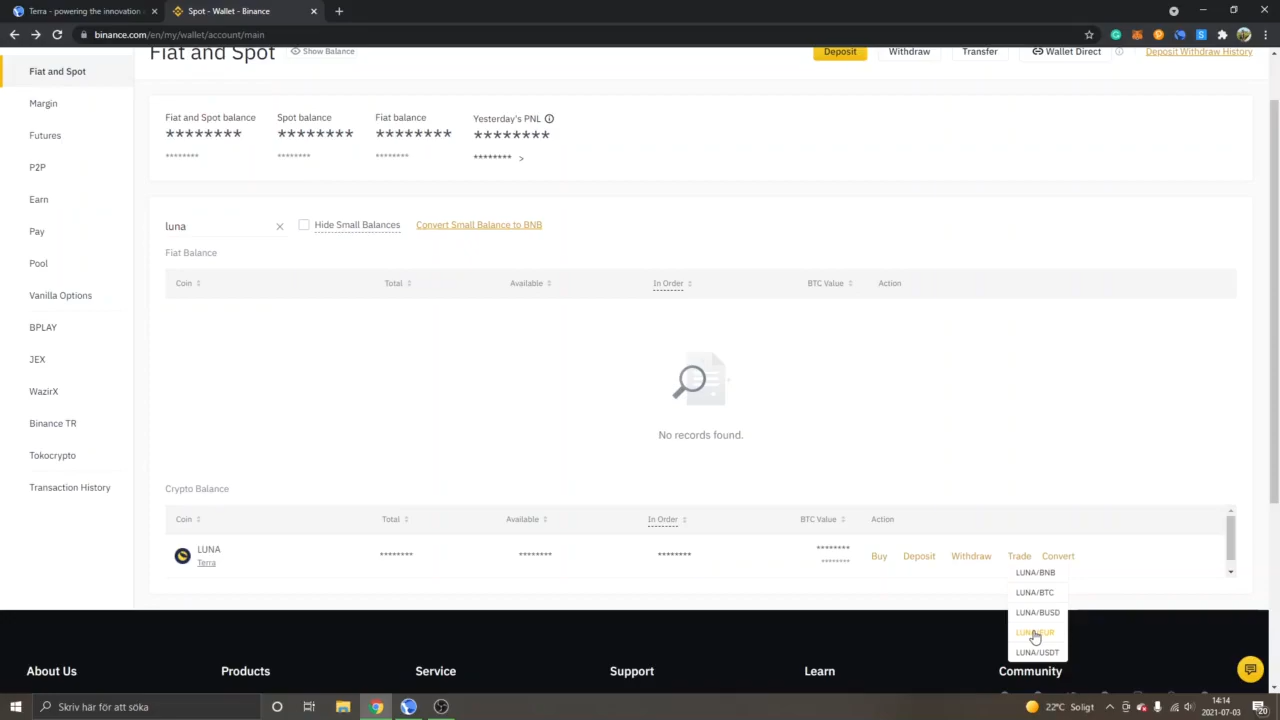 Terra - powering the innovation
Fiat and Spot
binance.com/en/my/wallet/account/main
Fiat and Spot
Show Balance
Deposit
Withdraw
Transfer
Wallet Direct
Deposit Withdraw History
Fiat and Spot
Margin
Futures
P2P
Earn
Pay
Pool
Vanilla Options
BPLAY
JEX
WazirX
Binance TR
Tokocrypto
Transaction History
Fiat and Spot balance
********
********
Spot balance
********
********
Fiat balance
********
********
Yesterday's PNL
********
******** >
luna
Hide Small Balances
Convert Small Balance to BNB
Fiat Balance
Coin Total Available In Order BTC Value Action
No records found.
Crypto Balance
Coin Total Available In Order BTC Value Action
LUNA
Terra
********
********
********
********
********
Buy Deposit Withdraw Trade Convert
LUNA/BNB
LUNA/BTC
LUNA/BUSD
LUNA/EUR
LUNA/USDT
About Us Products Service Support Learn Community
Skriv här för att söka
22°C Soligt
14:14
2021-07-03
20